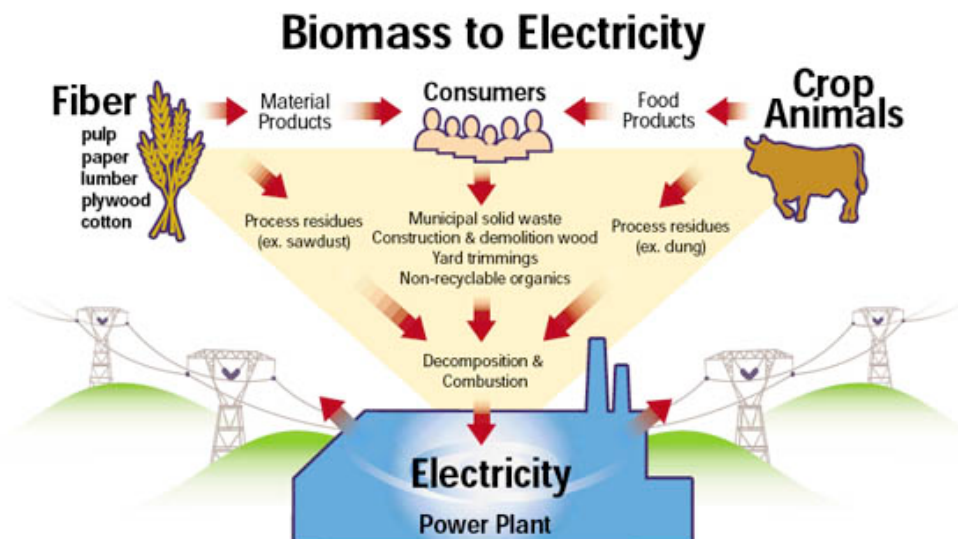 Biomass to Electricity
Fiber
pulp
paper
lumber
plywood
cotton
Material
Products
Consumers
Food
Products
Crop
Animals
Process residues
(ex. sawdust)
Municipal solid waste
Construction & demolition wood
Yard trimmings
Non-recyclable organics
Process residues
(ex. dung)
Decomposition &
Combustion
Electricity
Power Plant